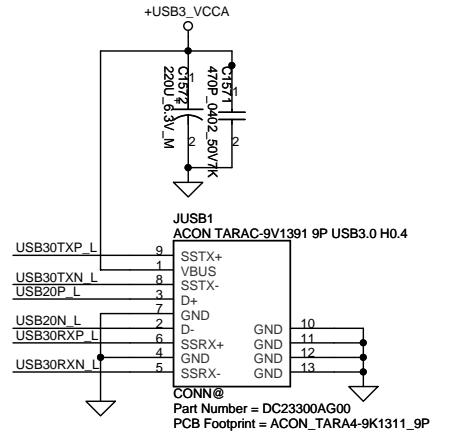 +USB3_VCCA
C1572
220U_6.3V_M
1
+
2
C1571
470P_0402_50V7K
1
2
JUSB1
ACON TARAC-9V1391 9P USB3.0 H0.4
USB30TXP_L 9 SSTX+
1 VBUS
USB30TXN_L 8 SSTX-
USB20P_L 3 D+
7 GND
USB20N_L 2 D- GND 10
USB30RXP_L 6 SSRX+ GND 11
4 GND GND 12
USB30RXN_L 5 SSRX- GND 13
CONN@
Part Number = DC23300AG00
PCB Footprint = ACON_TARA4-9K1311_9P